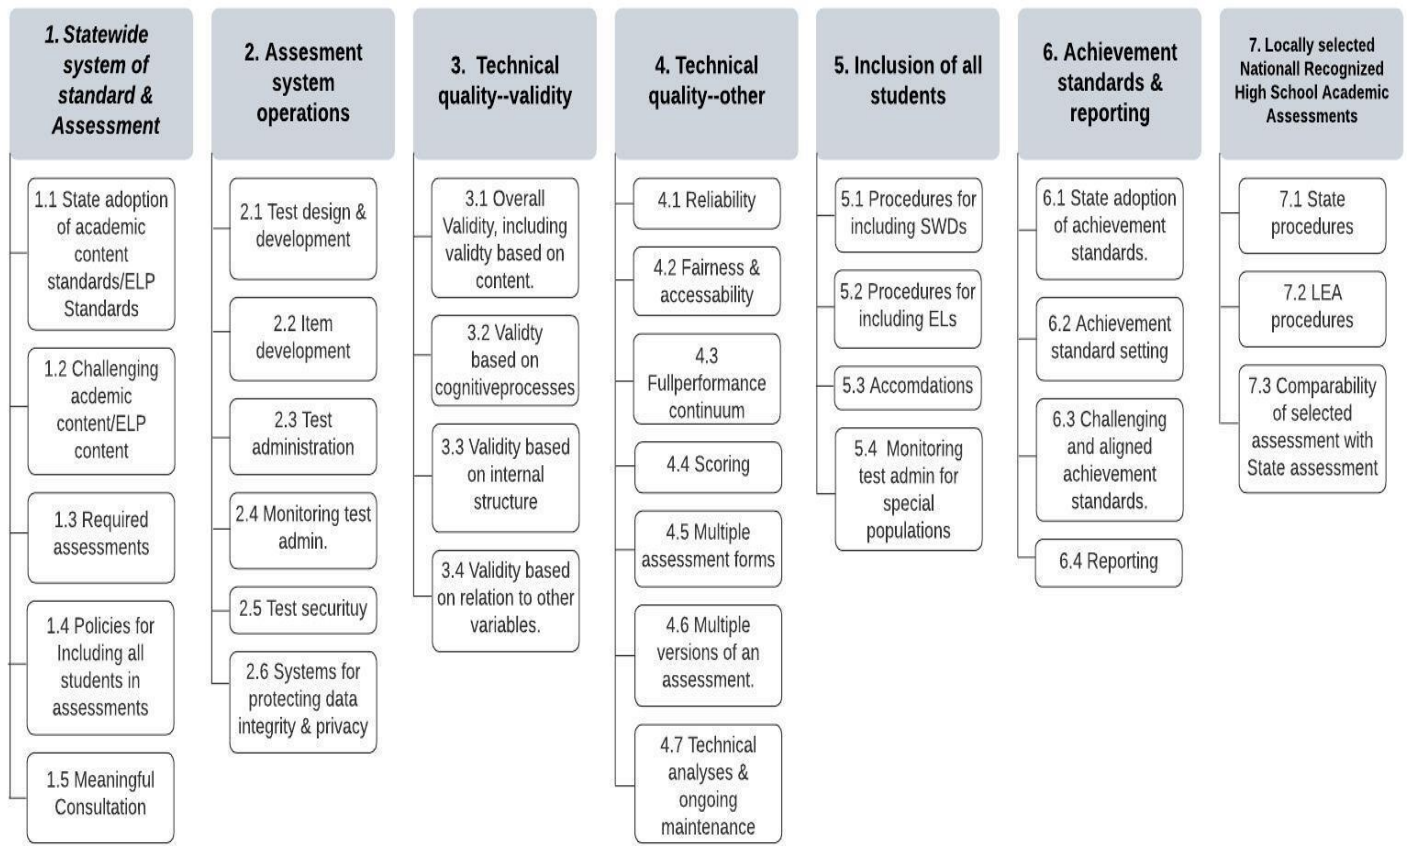 1. Statewide
system of
standard &
Assessment
1.1 State adoption
of academic
content
standards/ELP
Standards
1.2 Challenging
acdemic
content/ELP
content
1.3 Required
assessments
1.4 Policies for
Including all
students in
assessments
1.5 Meaningful
Consultation
2. Assesment
system
operations
2.1 Test design &
development
2.2 Item
development
2.3 Test
administration
2.4 Monitoring test
admin.
2.5 Test securituy
2.6 Systems for
protecting data
integrity & privacy
3. Technical
quality--validity
3.1 Overall
Validity, including
validty based on
content.
3.2 Validty
based on
cognitiveprocesses
3.3 Validity based
on internal
structure
3.4 Validity based
on relation to other
variables.
4. Technical
quality--other
4.1 Reliability
4.2 Fairness &
accessability
4.3
Fullperformance
continuum
4.4 Scoring
4.5 Multiple
assessment forms
4.6 Multiple
versions of an
assessment.
4.7 Technical
analyses &
ongoing
maintenance
5. Inclusion of all
students
5.1 Procedures for
including SWDs
5.2 Procedures for
including ELs
5.3 Accomdations
5.4 Monitoring
test admin for
special
populations
6. Achievement
standards &
reporting
6.1 State adoption
of achievement
standards.
6.2 Achievement
standard setting
6.3 Challenging
and aligned
achievement
standards.
6.4 Reporting
7. Locally selected
Nationall Recognized
High School Academic
Assessments
7.1 State
procedures
7.2 LEA
procedures
7.3 Comparability
of selected
assessment with
State assessment